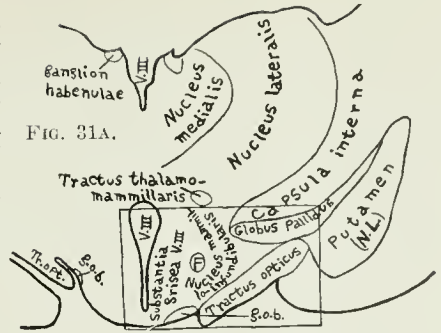 ganglion
habenulae
V.III
Nucleus
medialis
Nucleus lateralis
Capsula interna
FIG. 31A.
Tractus thalamo-
mammillaris
Globus Pallidus
Putamen
(N.L.)
V.III
Substantia
Grisea V.III
Nucleus
m
Tractus opticus
Tr.opt.
g.o.b.
g.o.b.